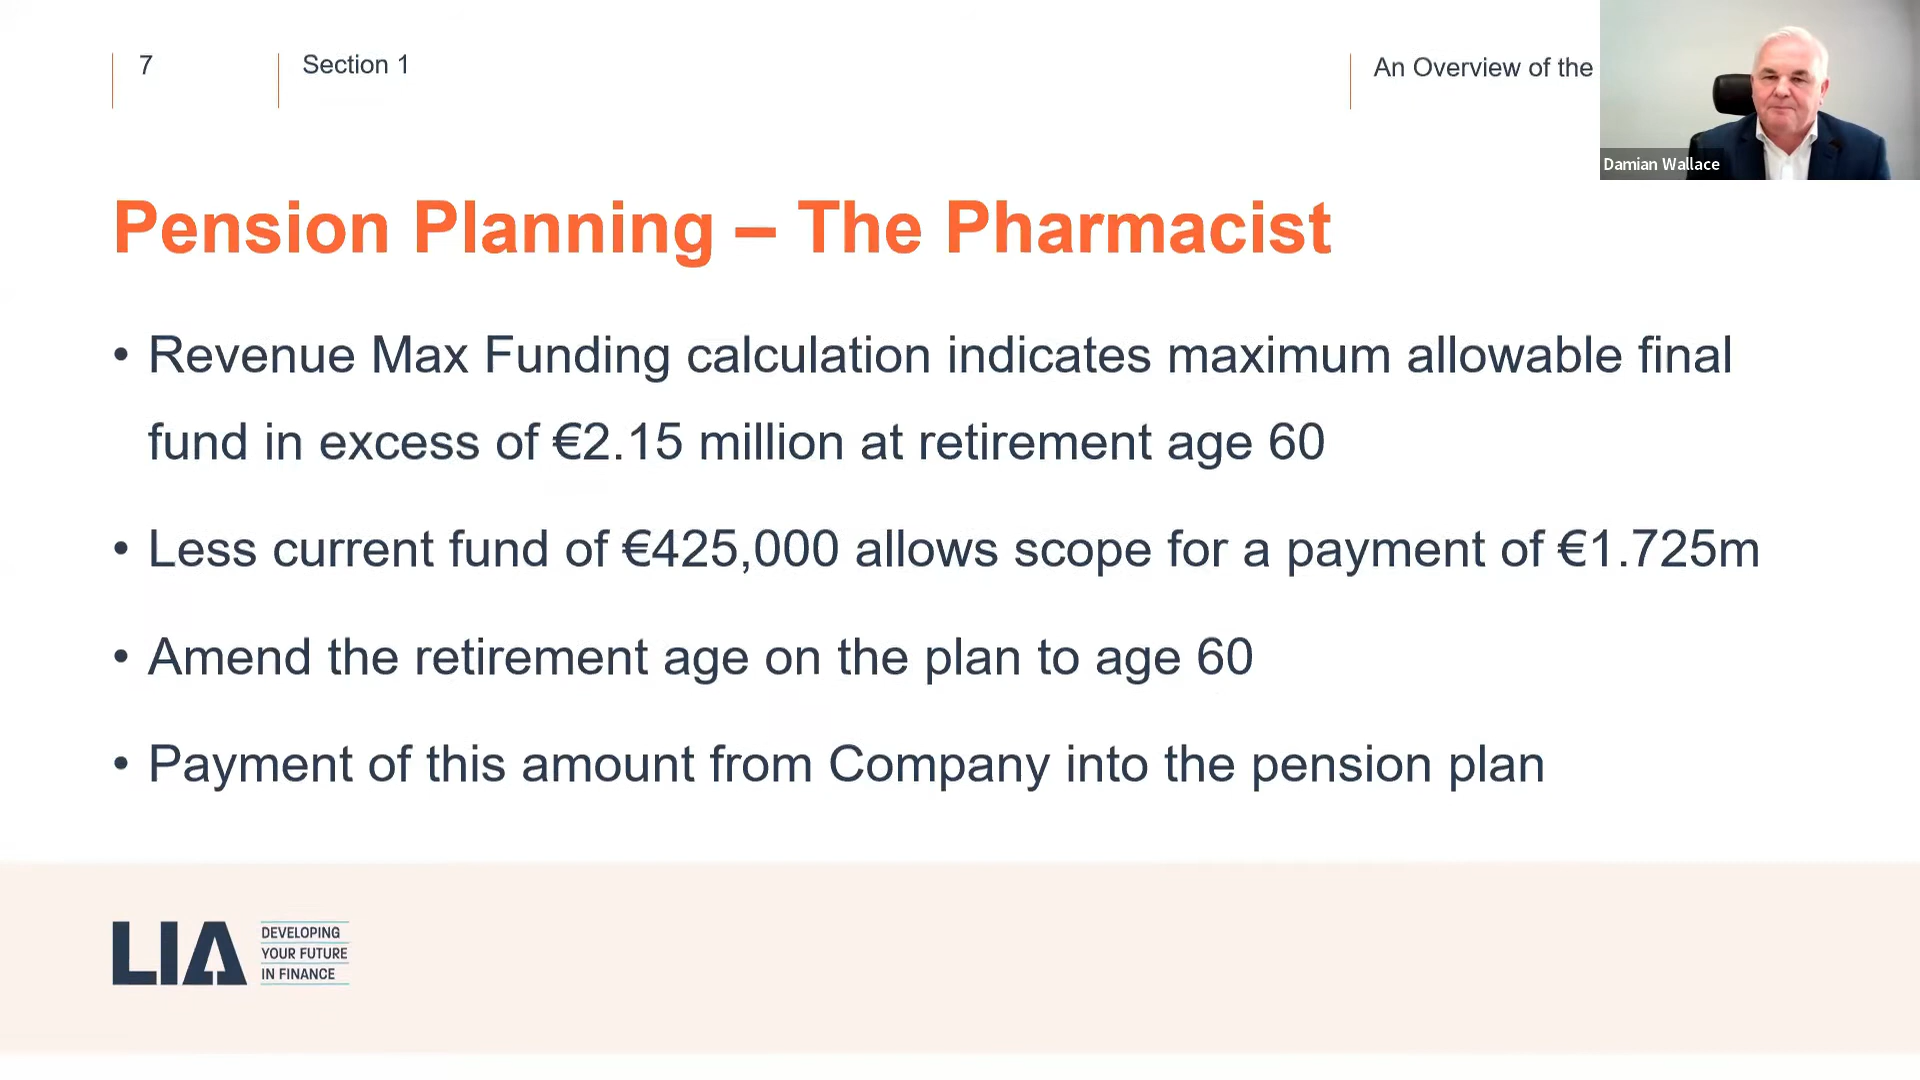 7
Section 1
An Overview of the
Damian Wallace
Pension Planning – The Pharmacist
• Revenue Max Funding calculation indicates maximum allowable final
fund in excess of €2.15 million at retirement age 60
• Less current fund of €425,000 allows scope for a payment of €1.725m
• Amend the retirement age on the plan to age 60
• Payment of this amount from Company into the pension plan
LIA
DEVELOPING
YOUR FUTURE
IN FINANCE